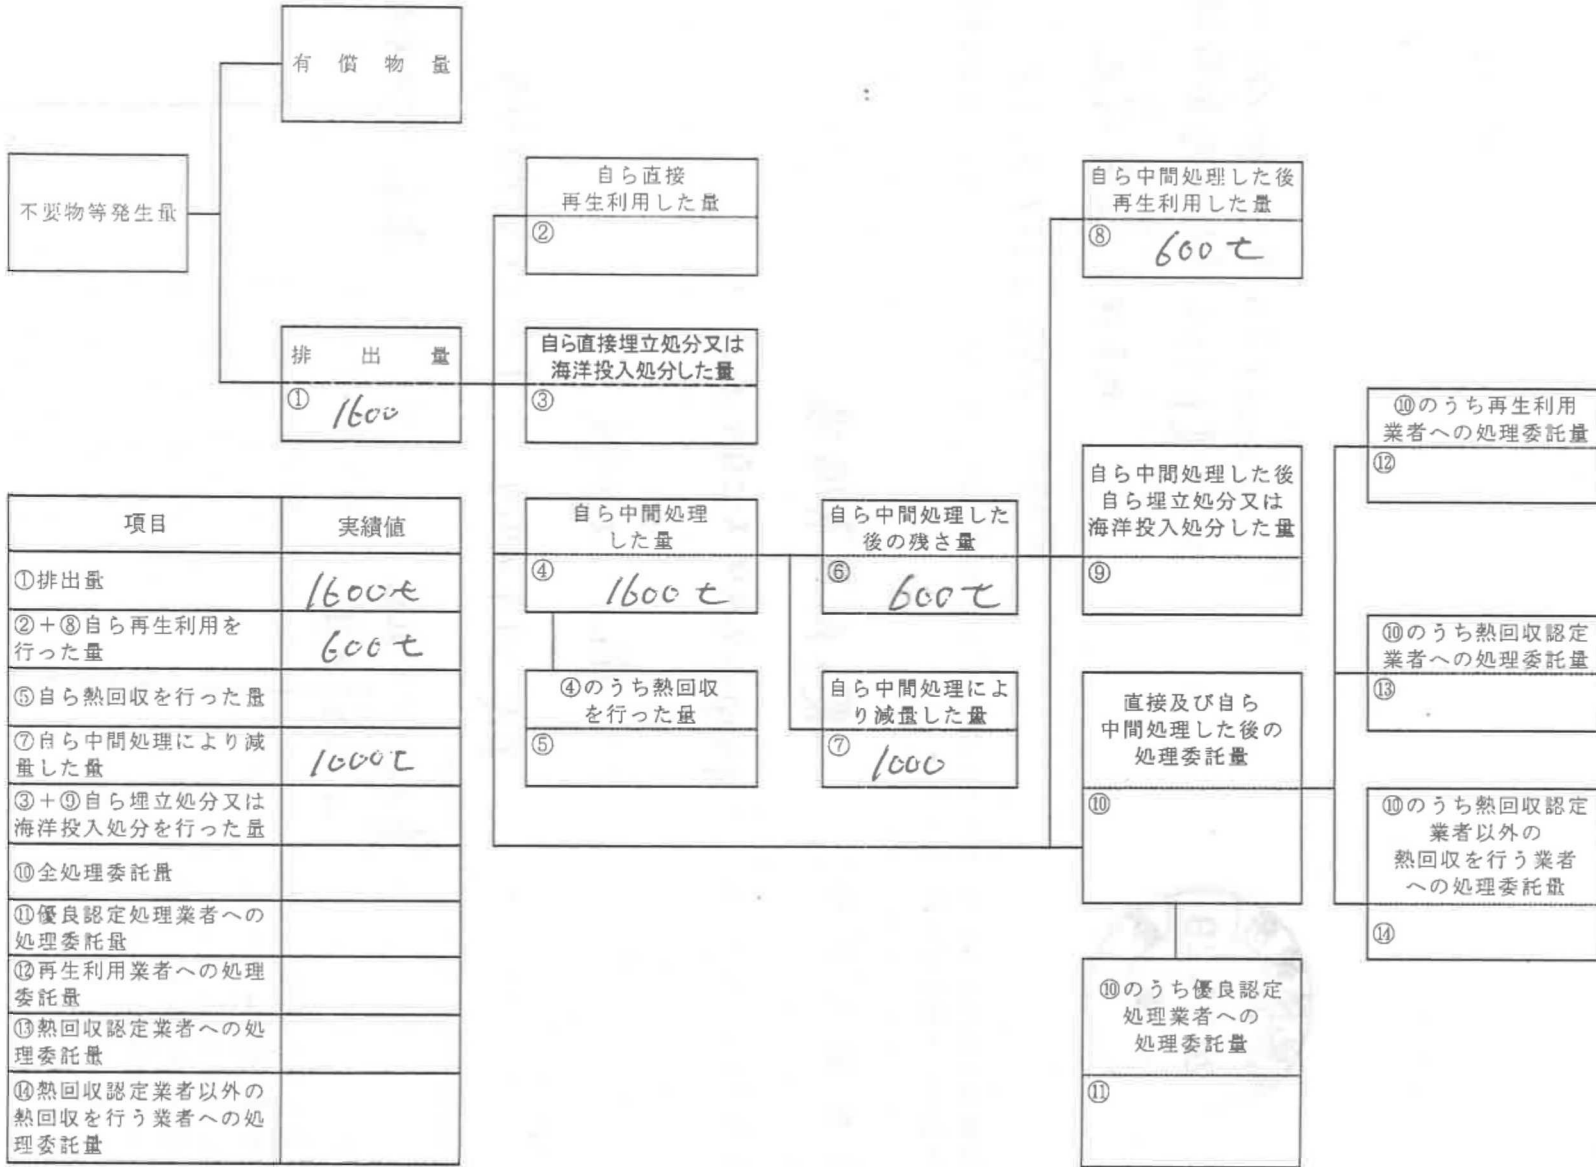 有償物量
不要物等発生量
排出量
① 1600
自ら直接
再生利用した量
②
自ら直接埋立処分又は
海洋投入処分した量
③
自ら中間処理
した量
④ 1600 t
④のうち熱回収
を行った量
⑤
自ら中間処理した
後の残さ量
⑥ 600 t
自ら中間処理によ
り減量した量
⑦ 1000
自ら中間処理した後
再生利用した量
⑧ 600 t
自ら中間処理した後
自ら埋立処分又は
海洋投入処分した量
⑨
直接及び自ら
中間処理した後の
処理委託量
⑩
⑩のうち優良認定
処理業者への
処理委託量
⑪
⑩のうち再生利用
業者への処理委託量
⑫
⑩のうち熱回収認定
業者への処理委託量
⑬
⑩のうち熱回収認定
業者以外の
熱回収を行う業者
への処理委託量
⑭
項目 実績値
①排出量 1600t
②+⑧自ら再生利用を
行った量 600 t
⑤自ら熱回収を行った量
⑦自ら中間処理により減
量した量 1000 t
③+⑨自ら埋立処分又は
海洋投入処分を行った量
⑩全処理委託量
⑪優良認定処理業者への
処理委託量
⑫再生利用業者への処理
委託量
⑬熱回収認定業者への処
理委託量
⑭熱回収認定業者以外の
熱回収を行う業者への処
理委託量